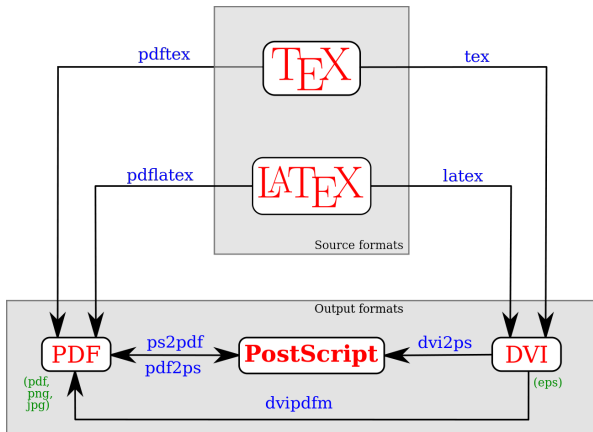 pdftex
TEX
tex
pdflatex
LATEX
latex
Source formats
Output formats
PDF
ps2pdf
pdf2ps
PostScript
dvi2ps
DVI
(pdf,
png,
jpg)
(eps)
dvipdfm